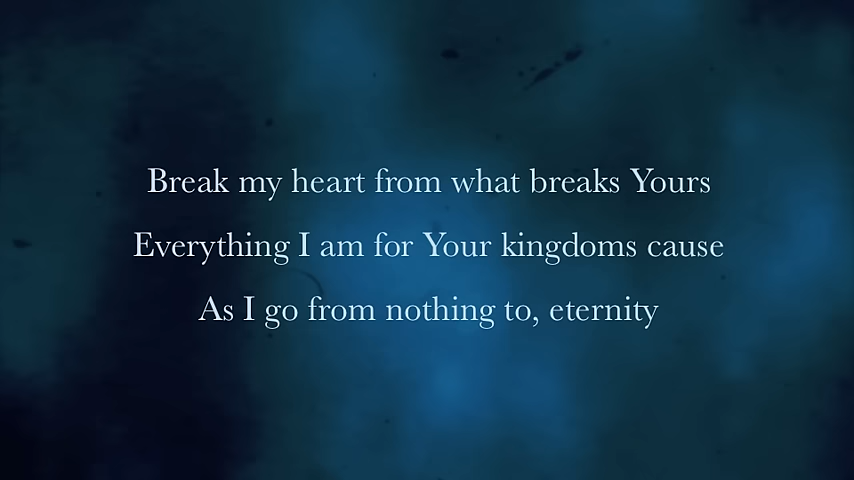 Break my heart from what breaks Yours
Everything I am for Your kingdoms cause
As I go from nothing to, eternity